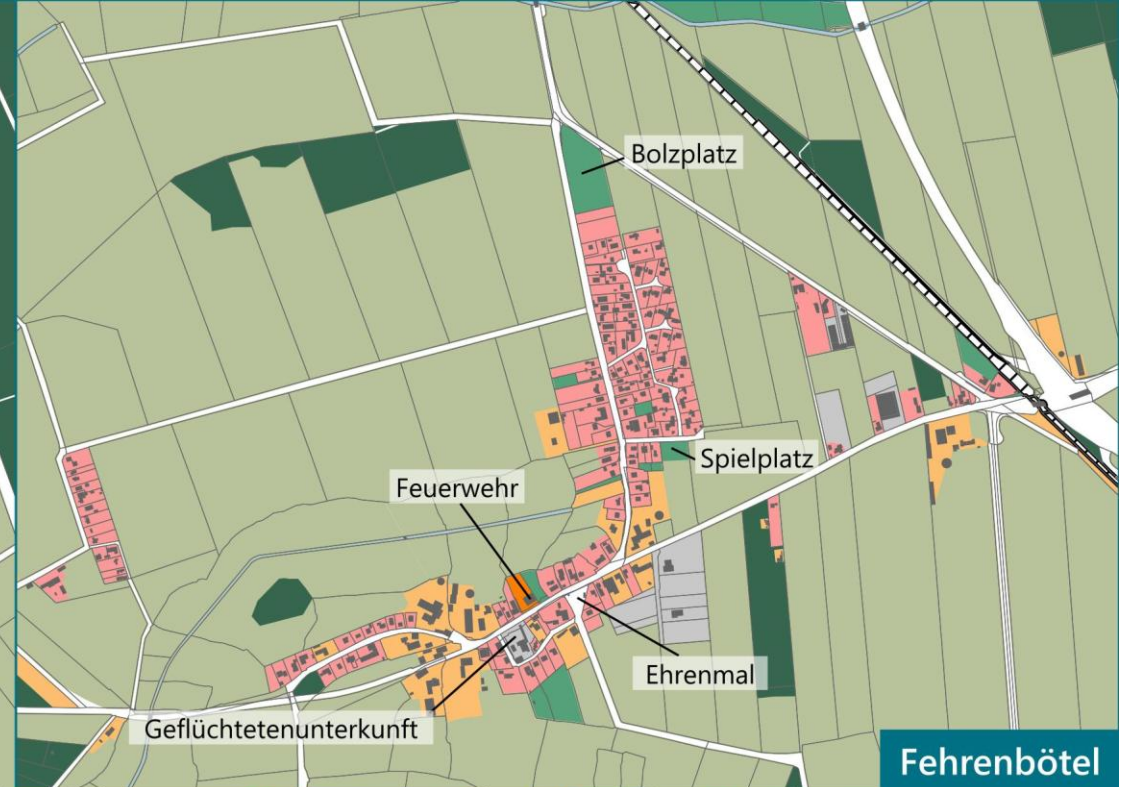 Bolzplatz
Spielplatz
Feuerwehr
Ehrenmal
Geflüchtetenunterkunft
Fehrenbötel